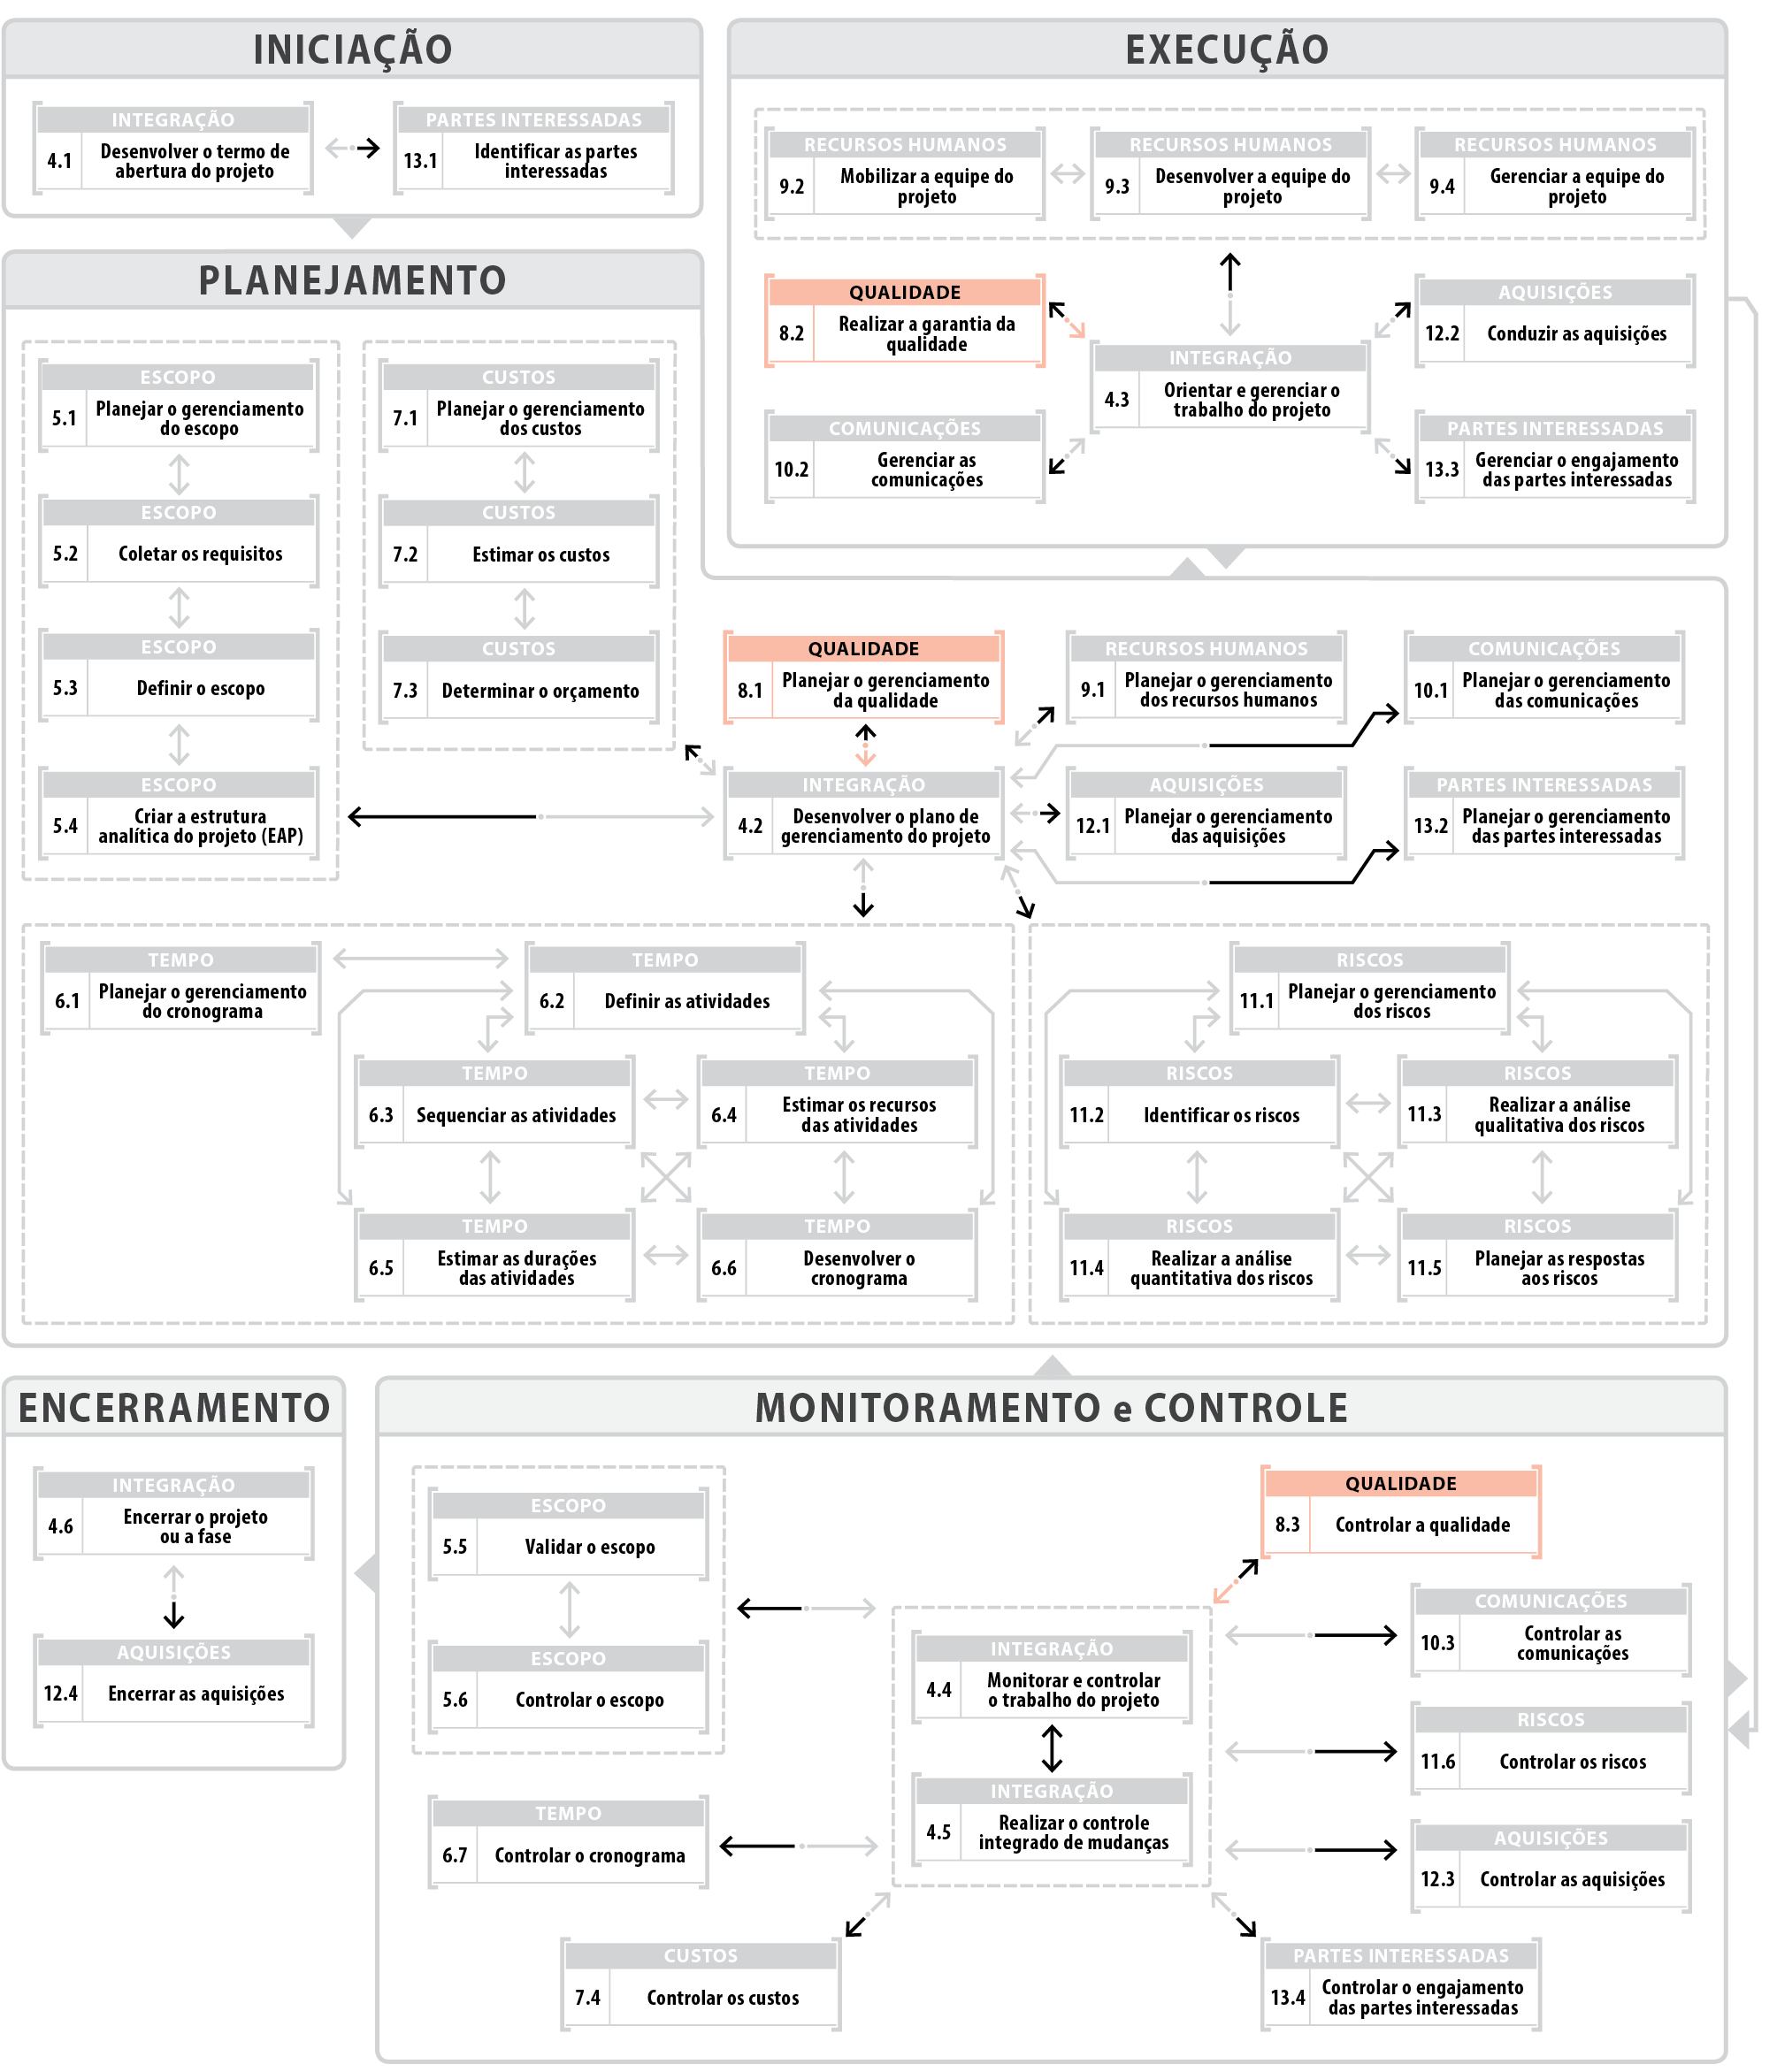 INICIAÇÃO
INTEGRAÇÃO
4.1
Desenvolver o termo de
abertura do projeto
PARTES INTERESSADAS
13.1
Identificar as partes
interessadas
EXECUÇÃO
RECURSOS HUMANOS
9.2
Mobilizar a equipe do
projeto
RECURSOS HUMANOS
9.3
Desenvolver a equipe do
projeto
RECURSOS HUMANOS
9.4
Gerenciar a equipe do
projeto
QUALIDADE
8.2
Realizar a garantia da
qualidade
AQUISIÇÕES
12.2
Conduzir as aquisições
INTEGRAÇÃO
4.3
Orientar e gerenciar o
trabalho do projeto
COMUNICAÇÕES
10.2
Gerenciar as
comunicações
PARTES INTERESSADAS
13.3
Gerenciar o engajamento
das partes interessadas
PLANEJAMENTO
ESCOPO
5.1
Planejar o gerenciamento
do escopo
ESCOPO
5.2
Coletar os requisitos
ESCOPO
5.3
Definir o escopo
ESCOPO
5.4
Criar a estrutura
analítica do projeto (EAP)
CUSTOS
7.1
Planejar o gerenciamento
dos custos
CUSTOS
7.2
Estimar os custos
CUSTOS
7.3
Determinar o orçamento
QUALIDADE
8.1
Planejar o gerenciamento
da qualidade
RECURSOS HUMANOS
9.1
Planejar o gerenciamento
dos recursos humanos
COMUNICAÇÕES
10.1
Planejar o gerenciamento
das comunicações
INTEGRAÇÃO
4.2
Desenvolver o plano de
gerenciamento do projeto
AQUISIÇÕES
12.1
Planejar o gerenciamento
das aquisições
PARTES INTERESSADAS
13.2
Planejar o gerenciamento
das partes interessadas
TEMPO
6.1
Planejar o gerenciamento
do cronograma
TEMPO
6.2
Definir as atividades
TEMPO
6.3
Sequenciar as atividades
TEMPO
6.4
Estimar os recursos
das atividades
TEMPO
6.5
Estimar as durações
das atividades
TEMPO
6.6
Desenvolver o
cronograma
RISCOS
11.1
Planejar o gerenciamento
dos riscos
RISCOS
11.2
Identificar os riscos
RISCOS
11.3
Realizar a análise
qualitativa dos riscos
RISCOS
11.4
Realizar a análise
quantitativa dos riscos
RISCOS
11.5
Planejar as respostas
aos riscos
ENCERRAMENTO
INTEGRAÇÃO
4.6
Encerrar o projeto
ou a fase
AQUISIÇÕES
12.4
Encerrar as aquisições
MONITORAMENTO e CONTROLE
ESCOPO
5.5
Validar o escopo
ESCOPO
5.6
Controlar o escopo
TEMPO
6.7
Controlar o cronograma
CUSTOS
7.4
Controlar os custos
INTEGRAÇÃO
4.4
Monitorar e controlar
o trabalho do projeto
INTEGRAÇÃO
4.5
Realizar o controle
integrado de mudanças
QUALIDADE
8.3
Controlar a qualidade
COMUNICAÇÕES
10.3
Controlar as
comunicações
RISCOS
11.6
Controlar os riscos
AQUISIÇÕES
12.3
Controlar as aquisições
PARTES INTERESSADAS
13.4
Controlar o engajamento
das partes interessadas